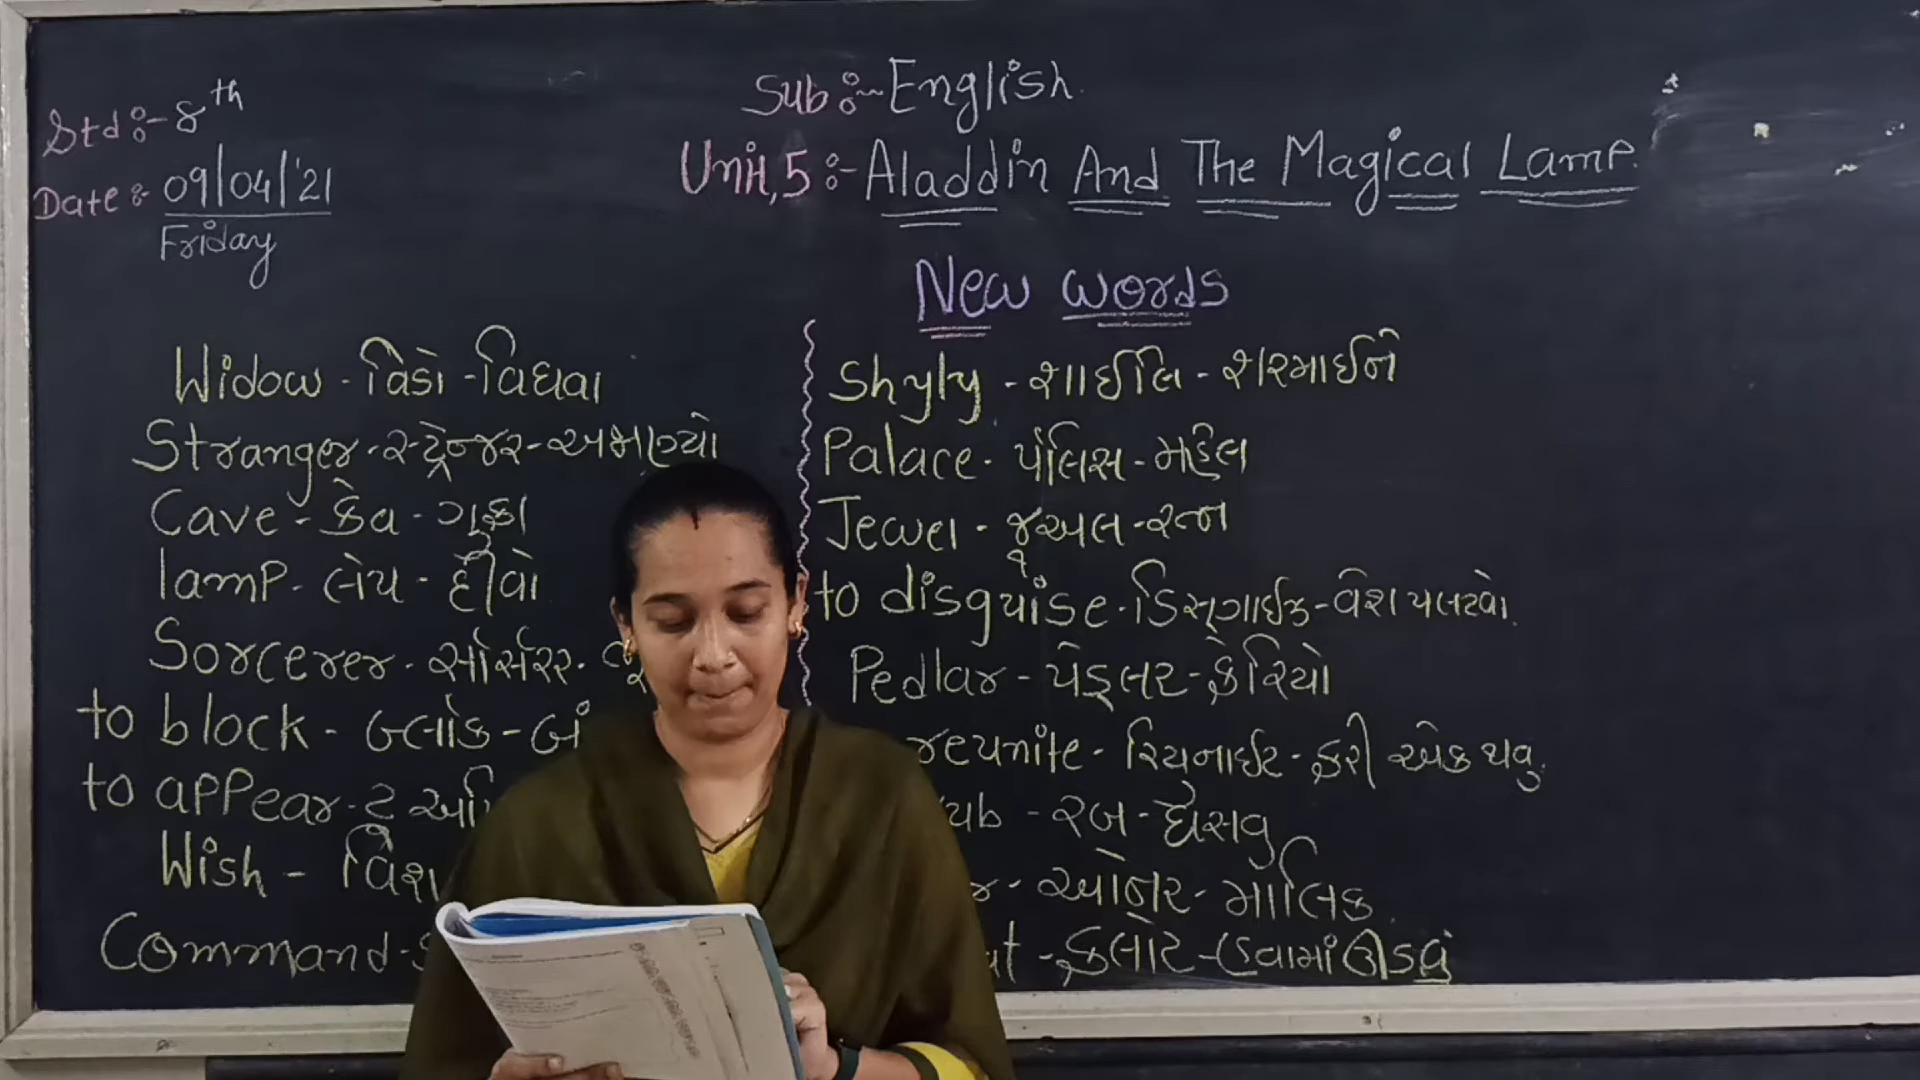 Std :- 8th
Date :- 09/04/'21
Friday
Sub :- English.
Unit,5 :- Aladdin And The Magical Lamp.
New words
Widow - વિડો - વિધવા
Stranger - સ્ટ્રેન્જર - અજાણ્યો
Cave - કેવ - ગુફા
lamp - લેમ્પ - દીવો
Sorcerer - સોર્સરર -
to block - બ્લોક -
to appear - ટુ
Wish - વિશ
Command -
Shyly - શાઈલિ - શરમાઈને
Palace - પેલિસ - મહેલ
Jewel - જૂઅલ - રત્ન
to disguise - ડિસ્ગાઈઝ - વેશ પલટવો.
Pedlar - પેડ્લર - ફેરિયો
reunite - રિયુનાઈટ - ફરી એક થવુ.
ub - રબ - ઘસવુ
r - ઓનર - માલિક.
at - ફ્લોટ - હવામાં ઊડવું